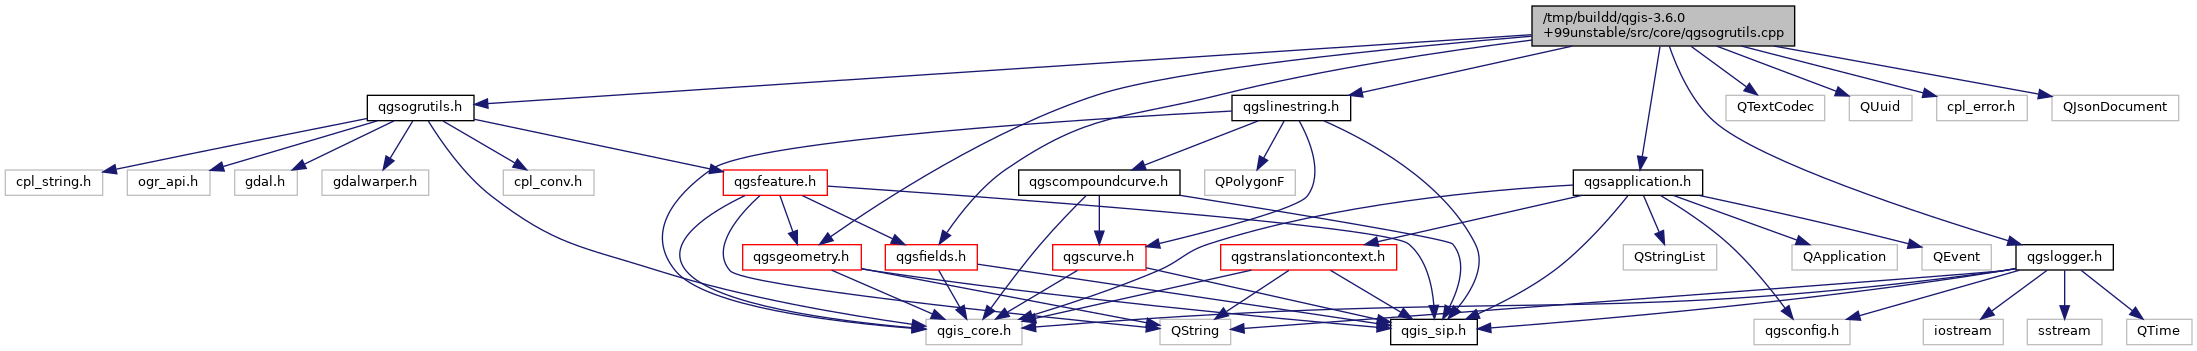 /tmp/buildd/qgis-3.6.0
+99unstable/src/core/qgsogrutils.cpp
qgsogrutils.h
qgslinestring.h
QTextCodec
QUuid
cpl_error.h
QJsonDocument
cpl_string.h
ogr_api.h
gdal.h
gdalwarper.h
cpl_conv.h
qgsfeature.h
qgscompoundcurve.h
QPolygonF
qgsapplication.h
qgsgeometry.h
qgsfields.h
qgscurve.h
qgstranslationcontext.h
QStringList
QApplication
QEvent
qgslogger.h
qgis_core.h
QString
qgis_sip.h
qgsconfig.h
iostream
sstream
QTime